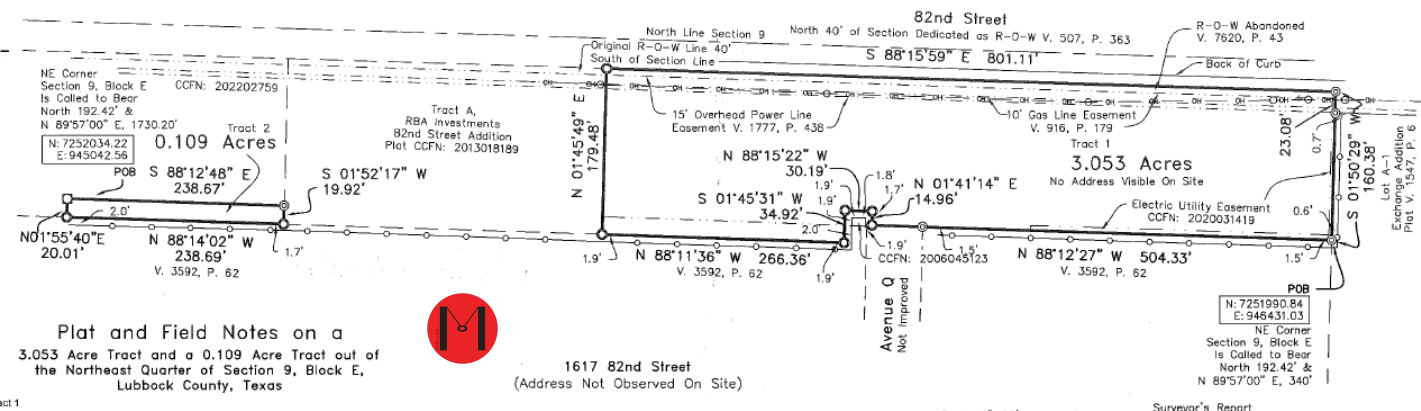 82nd Street
North Line Section 9
North 40' of Section Dedicated as R-O-W V. 507, P. 363
R-O-W Abandoned
V. 7620, P. 43
Original R-O-W Line 40'
South of Section Line
S 88°15'59" E 801.11'
Back of Curb
NE Corner
Section 9, Block E
Is Called to Bear
North 192.42' &
N 89°57'00" E, 1730.20'
CCFN: 202202759
N: 7252034.22
E: 945042.56
POB
Tract 2
0.109 Acres
S 88°12'48" E
238.67'
S 01°52'17" W
19.92'
2.0'
N01°55'40"E
20.01'
N 88°14'02" W
238.69'
V. 3592, P. 62
1.7'
Tract A,
RBA Investments
82nd Street Addition
Plat CCFN: 2013018189
N 01°45'49" E
179.48'
15' Overhead Power Line
Easement V. 1777, P. 438
10' Gas Line Easement
V. 916, P. 179
Tract 1
3.053 Acres
No Address Visible On Site
N 88°15'22" W
30.19'
1.9'
1.8'
1.7'
N 01°41'14" E
14.96'
S 01°45'31" W
34.92'
1.9'
2.0'
Electric Utility Easement
CCFN: 2020031419
23.08'
0.7'
W
S 01°50'29" W
160.38'
Lot A-1
Exchange Addition
Plat V. 1547, P. 6
0.6'
1.9'
N 88°11'36" W 266.36'
V. 3592, P. 62
1.9'
1.9'
CCFN: 2006045123
1.5'
N 88°12'27" W 504.33'
V. 3592, P. 62
1.5'
Avenue Q
Not Improved
POB
N: 7251990.84
E: 946431.03
NE Corner
Section 9, Block E
Is Called to Bear
North 192.42' &
N 89°57'00" E, 340'
Plat and Field Notes on a
3.053 Acre Tract and a 0.109 Acre Tract out of
the Northeast Quarter of Section 9, Block E,
Lubbock County, Texas
1617 82nd Street
(Address Not Observed On Site)
act 1
Surveyor's Report